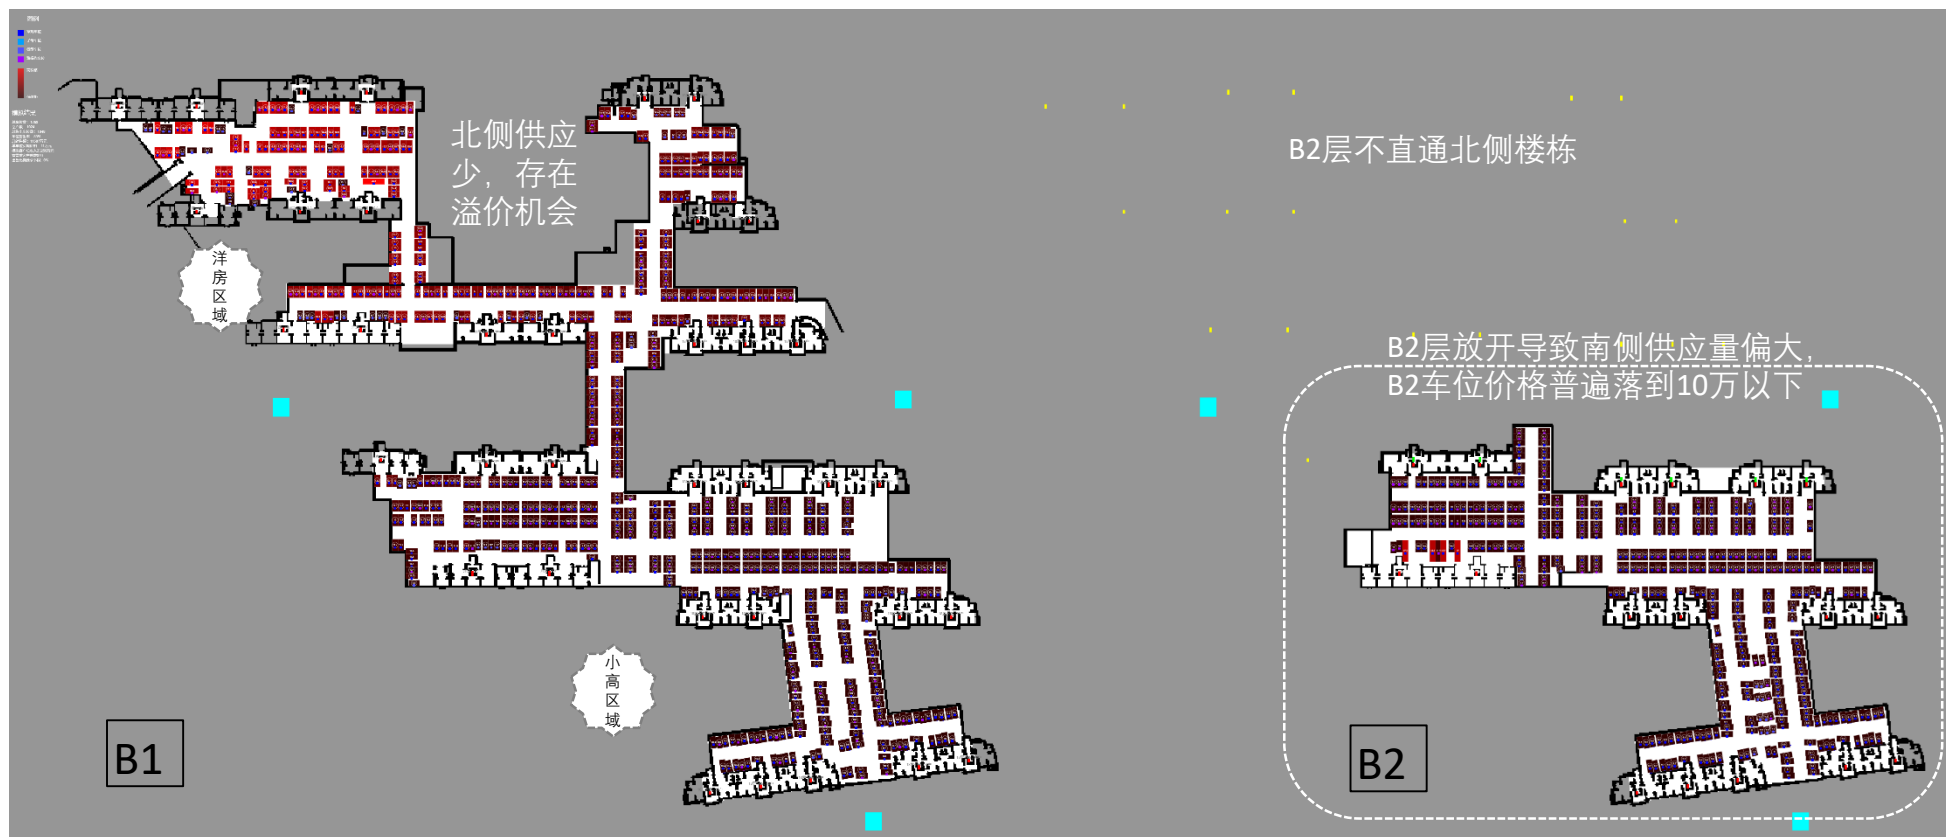 北侧供应
少，存在
溢价机会
B2层不直通北侧楼栋
洋
房
区
域
B2层放开导致南侧供应量偏大，
B2车位价格普遍落到10万以下
小
高
区
域
B1
B2